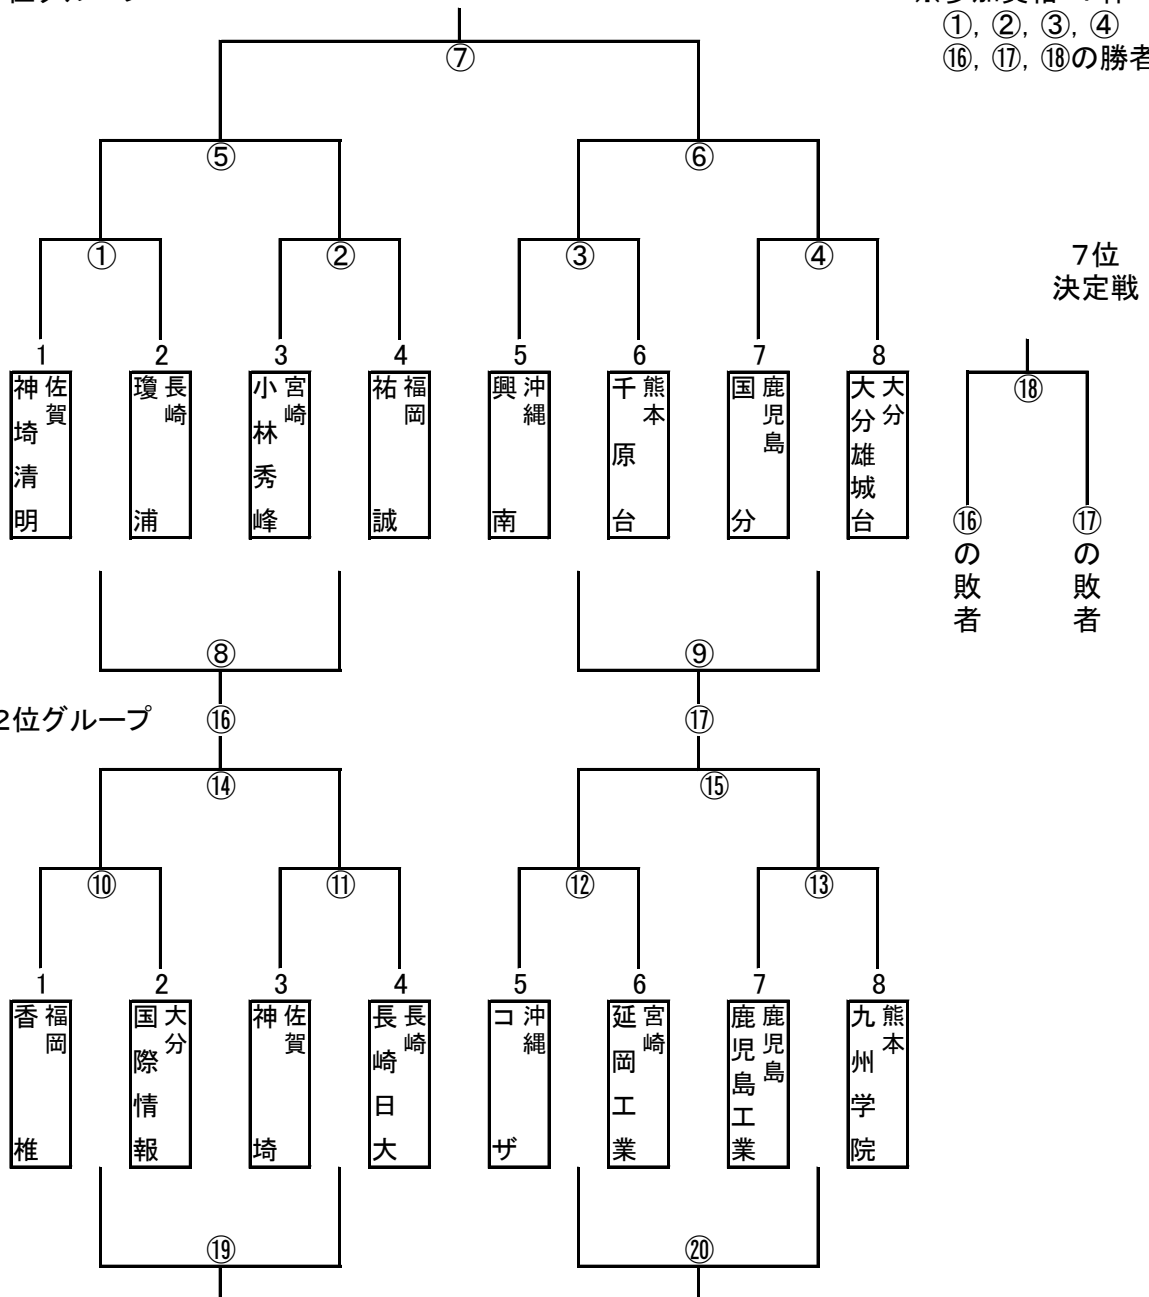 位グループ
①, ②, ③, ④
⑯, ⑰, ⑱の勝者
⑦
⑤
⑥
①
②
③
④
7位
決定戦
1
2
3
4
5
6
7
8
佐賀
神埼清明
長崎
瓊浦
宮崎
小林秀峰
福岡
祐誠
沖縄
興南
熊本
千原台
鹿児島
国分
大分
大分雄城台
⑱
⑯の敗者
⑰の敗者
⑧
⑨
2位グループ
⑯
⑰
⑭
⑮
⑩
⑪
⑫
⑬
1
2
3
4
5
6
7
8
福岡
香椎
大分
国際情報
佐賀
神埼
長崎
長崎日大
沖縄
コザ
宮崎
延岡工業
鹿児島
鹿児島工業
熊本
九州学院
⑲
⑳